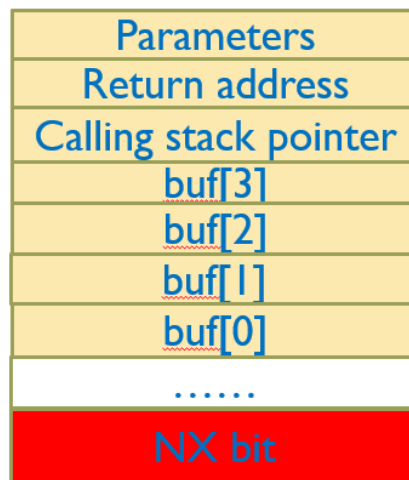 Parameters
Return address
Calling stack pointer
buf[3]
buf[2]
buf[1]
buf[0]
......
NX bit